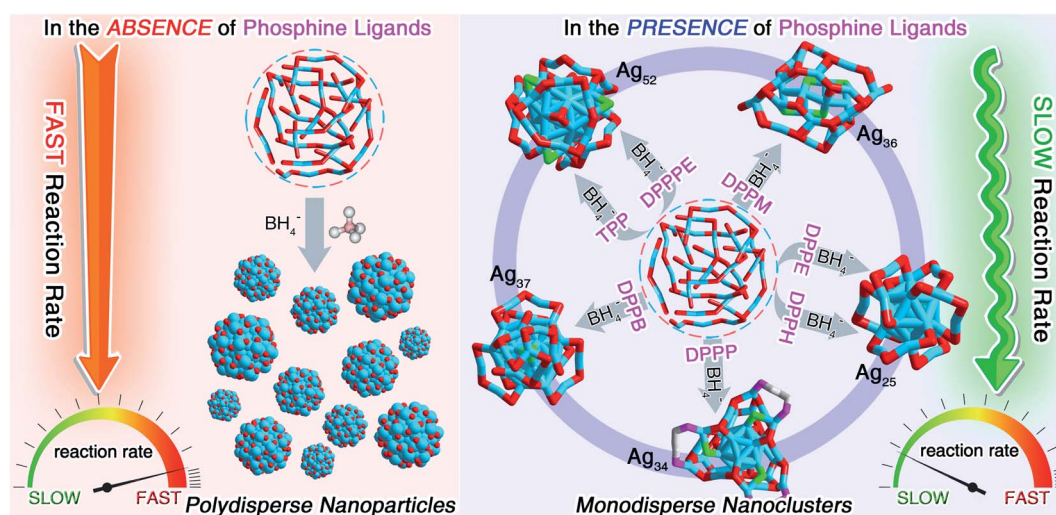 In the ABSENCE of Phosphine Ligands
FAST Reaction Rate
BH4-
reaction rate
SLOW
FAST
Polydisperse Nanoparticles
In the PRESENCE of Phosphine Ligands
Ag52
Ag36
BH4-
DPPPE
DPPM
BH4-
BH4-
TPP
DPPE
BH4-
Ag37
BH4-
DPPB
DPPH
BH4-
DPPP
BH4-
Ag25
Ag34
SLOW Reaction Rate
reaction rate
SLOW
FAST
Monodisperse Nanoclusters